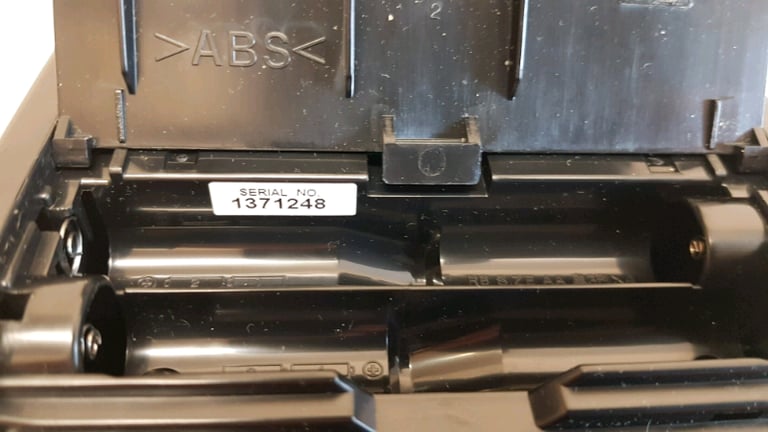 2
>ABS<
SERIAL NO.
1371248